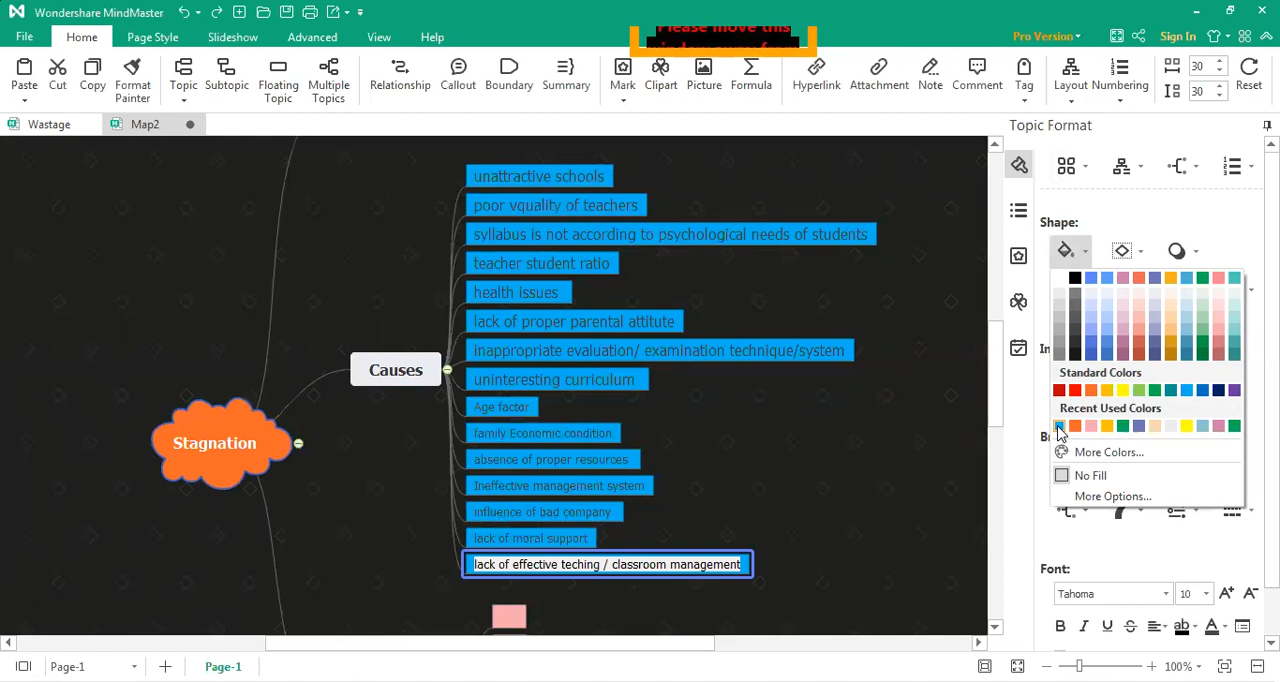 Wondershare MindMaster
File Home Page Style Slideshow Advanced View Help
Please move this
Pro Version Sign In
Paste Cut Copy Format Painter Topic Subtopic Floating Topic Multiple Topics Relationship Callout Boundary Summary Mark Clipart Picture Formula Hyperlink Attachment Note Comment Tag Layout Numbering 30 30 Reset
Wastage Map2
Topic Format
Shape:
unattractive schools
poor vquality of teachers
syllabus is not according to psychological needs of students
teacher student ratio
health issues
lack of proper parental attitute
inappropriate evaluation/ examination technique/system
uninteresting curriculum
Age factor
family Economic condition
absence of proper resources
Ineffective management system
influence of bad company
lack of moral support
lack of effective teching / classroom management
Causes
Stagnation
Standard Colors
Recent Used Colors
More Colors...
No Fill
More Options...
Font:
Tahoma 10 A+ A-
B I U S ab A
Page-1 Page-1 100%